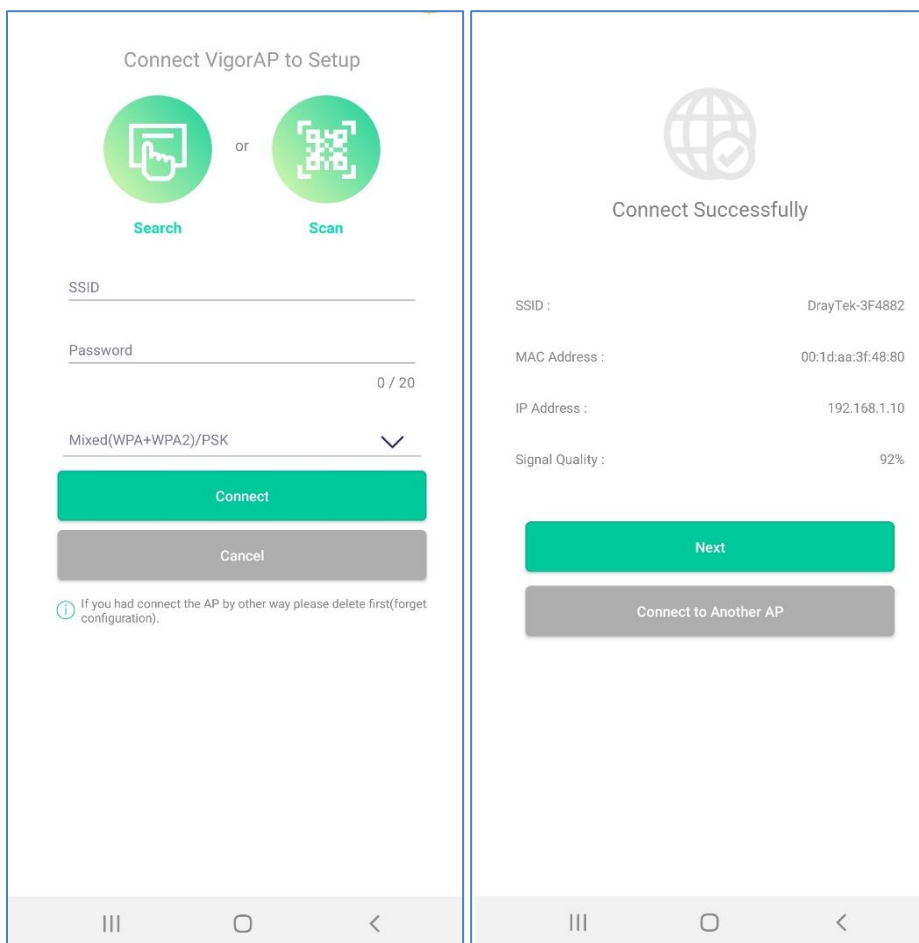 Connect VigorAP to Setup
or
Search
Scan
SSID
Password
0 / 20
Mixed(WPA+WPA2)/PSK
Connect
Cancel
If you had connect the AP by other way please delete first(forget
configuration).
Connect Successfully
SSID : DrayTek-3F4882
MAC Address : 00:1d:aa:3f:48:80
IP Address : 192.168.1.10
Signal Quality : 92%
Next
Connect to Another AP